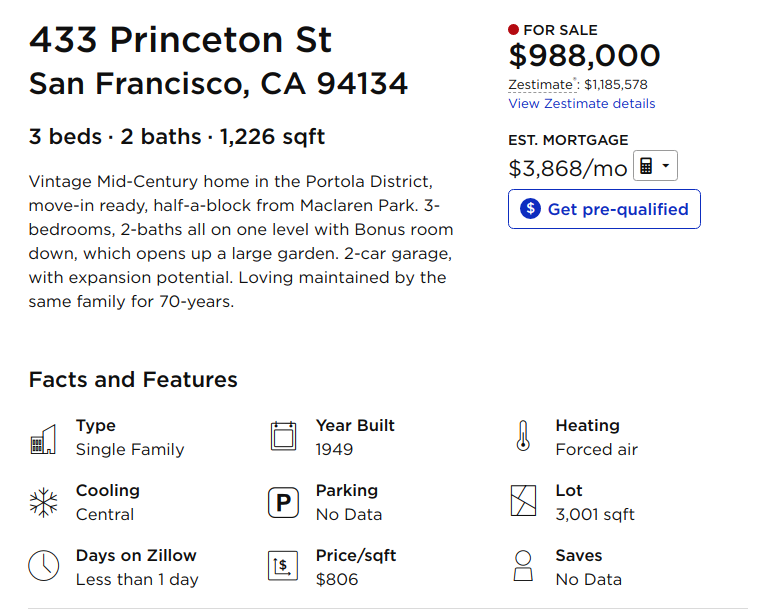 433 Princeton St
San Francisco, CA 94134
3 beds · 2 baths · 1,226 sqft
Vintage Mid-Century home in the Portola District,
move-in ready, half-a-block from Maclaren Park. 3-
bedrooms, 2-baths all on one level with Bonus room
down, which opens up a large garden. 2-car garage,
with expansion potential. Loving maintained by the
same family for 70-years.
FOR SALE
$988,000
Zestimate®: $1,185,578
View Zestimate details
EST. MORTGAGE
$3,868/mo
$ Get pre-qualified
Facts and Features
Type
Single Family
Year Built
1949
Heating
Forced air
Cooling
Central
P
Parking
No Data
Lot
3,001 sqft
Days on Zillow
Less than 1 day
$
Price/sqft
$806
Saves
No Data